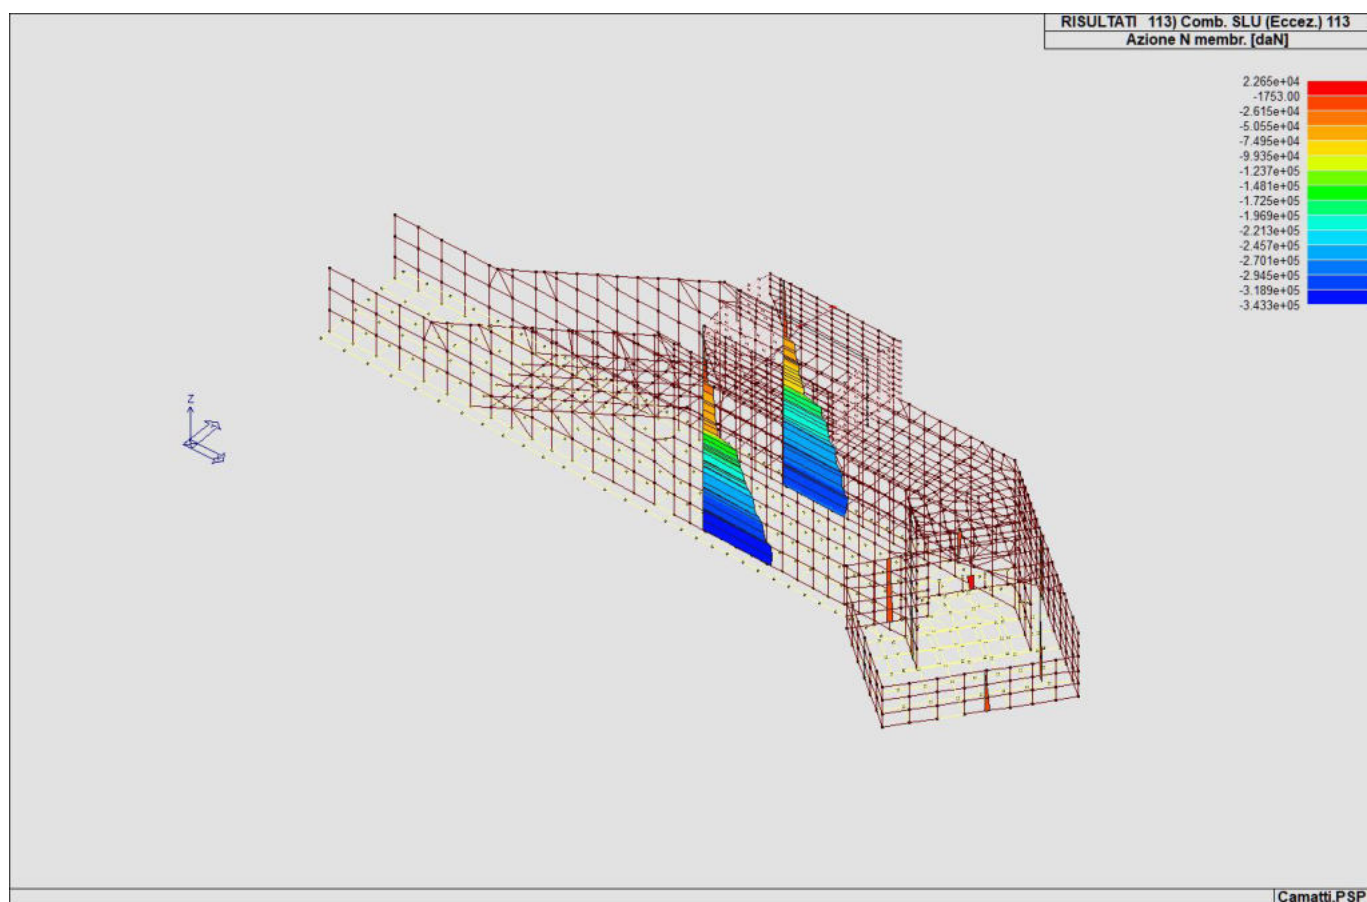 RISULTATI 113) Comb. SLU (Eccez.) 113
Azione N membr. [daN]
2.265e+04
-1753.00
-2.615e+04
-5.055e+04
-7.495e+04
-9.935e+04
-1.237e+05
-1.481e+05
-1.725e+05
-1.969e+05
-2.213e+05
-2.457e+05
-2.701e+05
-2.945e+05
-3.189e+05
-3.433e+05
Z
Camatti.PSP